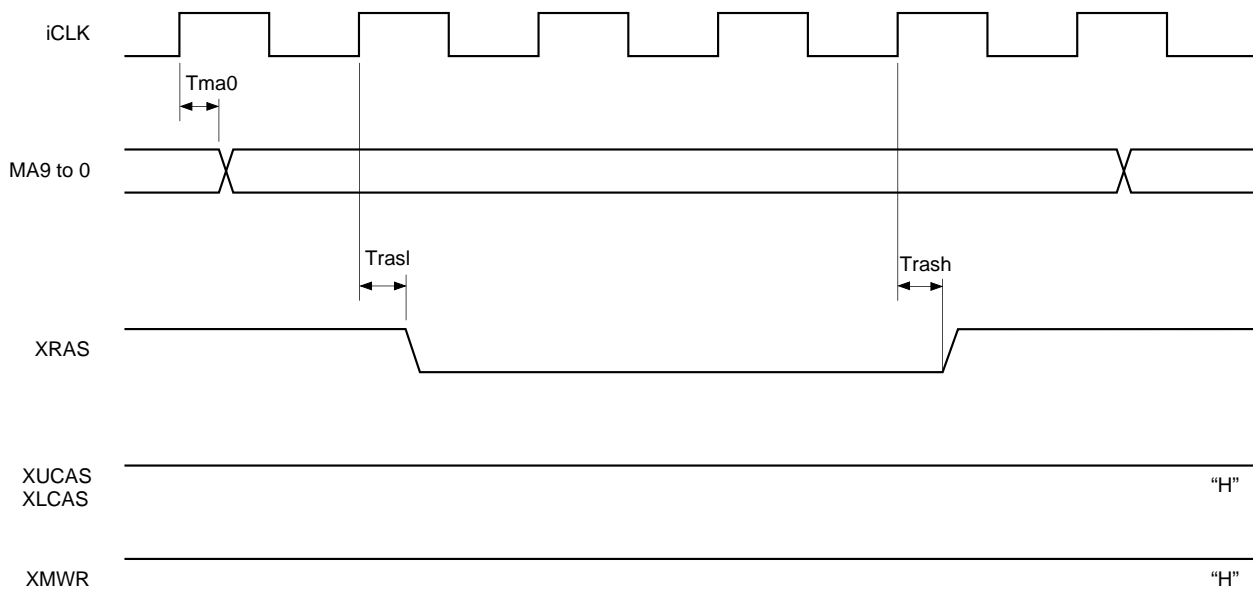 iCLK
Tma0
MA9 to 0
Trasl
Trash
XRAS
XUCAS
XLCAS
“H”
XMWR
“H”